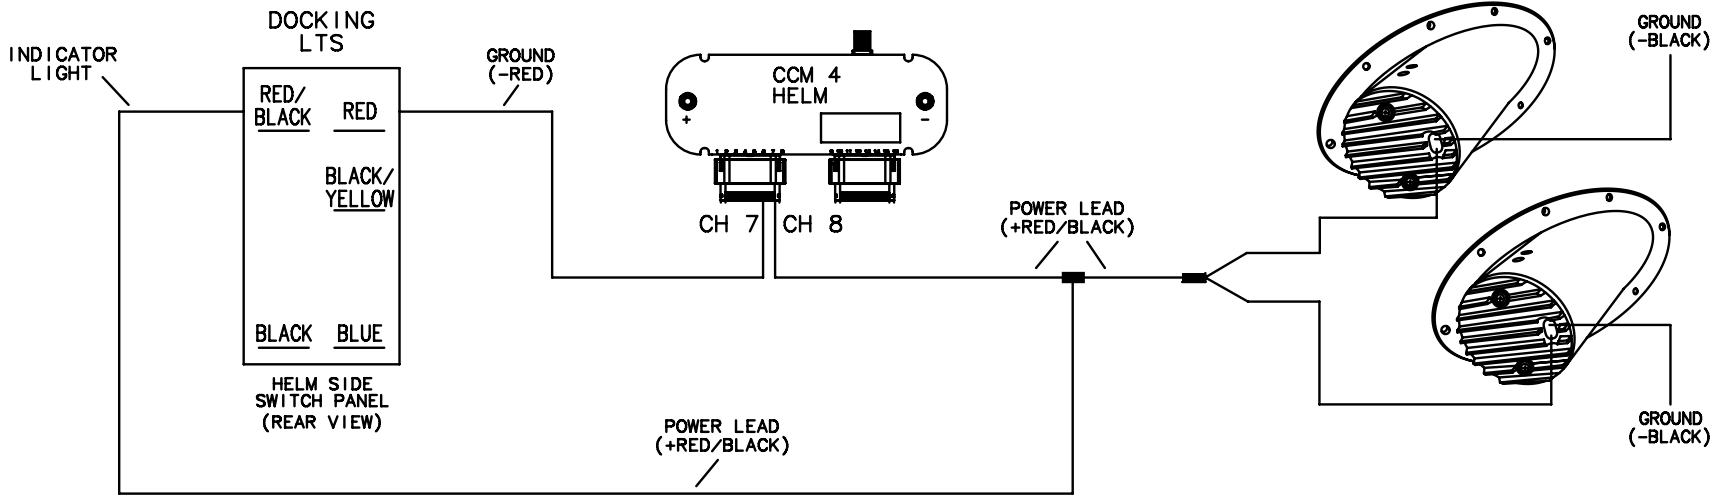 DOCKING
LTS
INDICATOR
LIGHT
RED/
BLACK
RED
BLACK/
YELLOW
BLACK
BLUE
HELM SIDE
SWITCH PANEL
(REAR VIEW)
GROUND
(-RED)
CCM 4
HELM
+
-
CH 7
CH 8
POWER LEAD
(+RED/BLACK)
POWER LEAD
(+RED/BLACK)
GROUND
(-BLACK)
GROUND
(-BLACK)